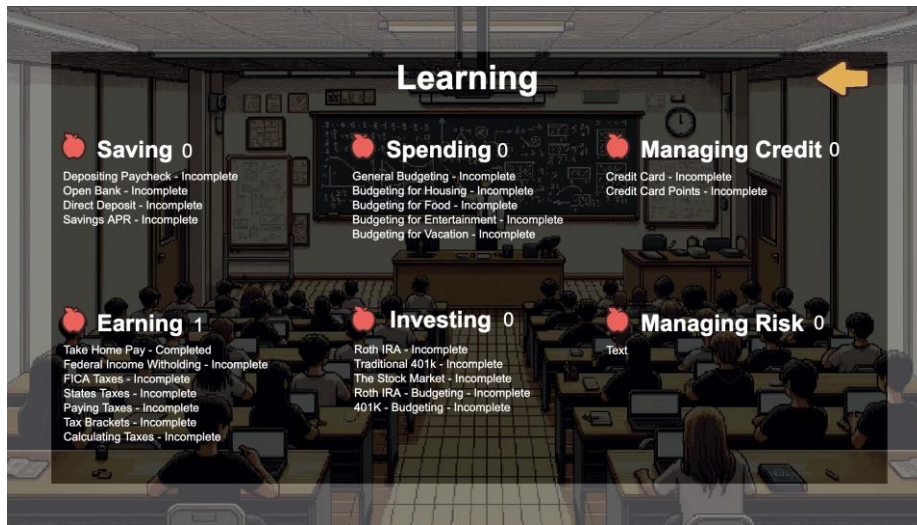 Learning
Saving 0
Depositing Paycheck - Incomplete
Open Bank - Incomplete
Direct Deposit - Incomplete
Savings APR - Incomplete
Spending 0
General Budgeting - Incomplete
Budgeting for Housing - Incomplete
Budgeting for Food - Incomplete
Budgeting for Entertainment - Incomplete
Budgeting for Vacation - Incomplete
Managing Credit 0
Credit Card - Incomplete
Credit Card Points - Incomplete
Earning 1
Take Home Pay - Completed
Federal Income Witholding - Incomplete
FICA Taxes - Incomplete
States Taxes - Incomplete
Paying Taxes - Incomplete
Tax Brackets - Incomplete
Calculating Taxes - Incomplete
Investing 0
Roth IRA - Incomplete
Traditional 401k - Incomplete
The Stock Market - Incomplete
Roth IRA - Budgeting - Incomplete
401K - Budgeting - Incomplete
Managing Risk 0
Text